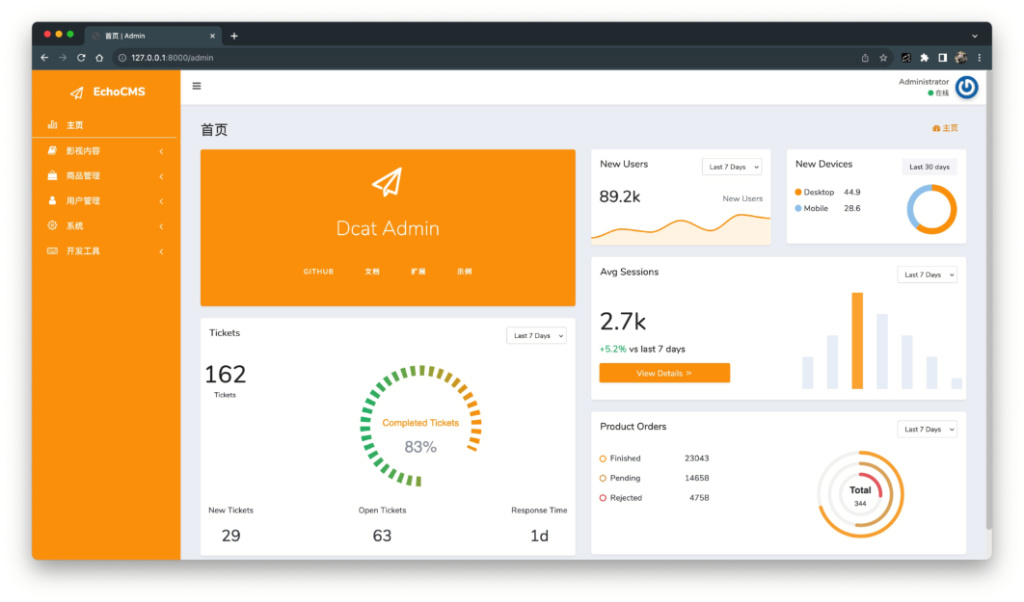 首页 | Admin
127.0.0.1:8000/admin
EchoCMS
主页
影视内容
商品管理
用户管理
系统
开发工具
Administrator
在线
首页
主页
Dcat Admin
GITHUB
文档
扩展
示例
New Users
Last 7 Days
89.2k
New Users
New Devices
Last 30 days
Desktop 44.9
Mobile 28.6
Avg Sessions
Last 7 Days
2.7k
+5.2% vs last 7 days
View Details »
Tickets
Last 7 Days
162
Tickets
Completed Tickets
83%
New Tickets
29
Open Tickets
63
Response Time
1d
Product Orders
Last 7 Days
Finished 23043
Pending 14658
Rejected 4758
Total
344